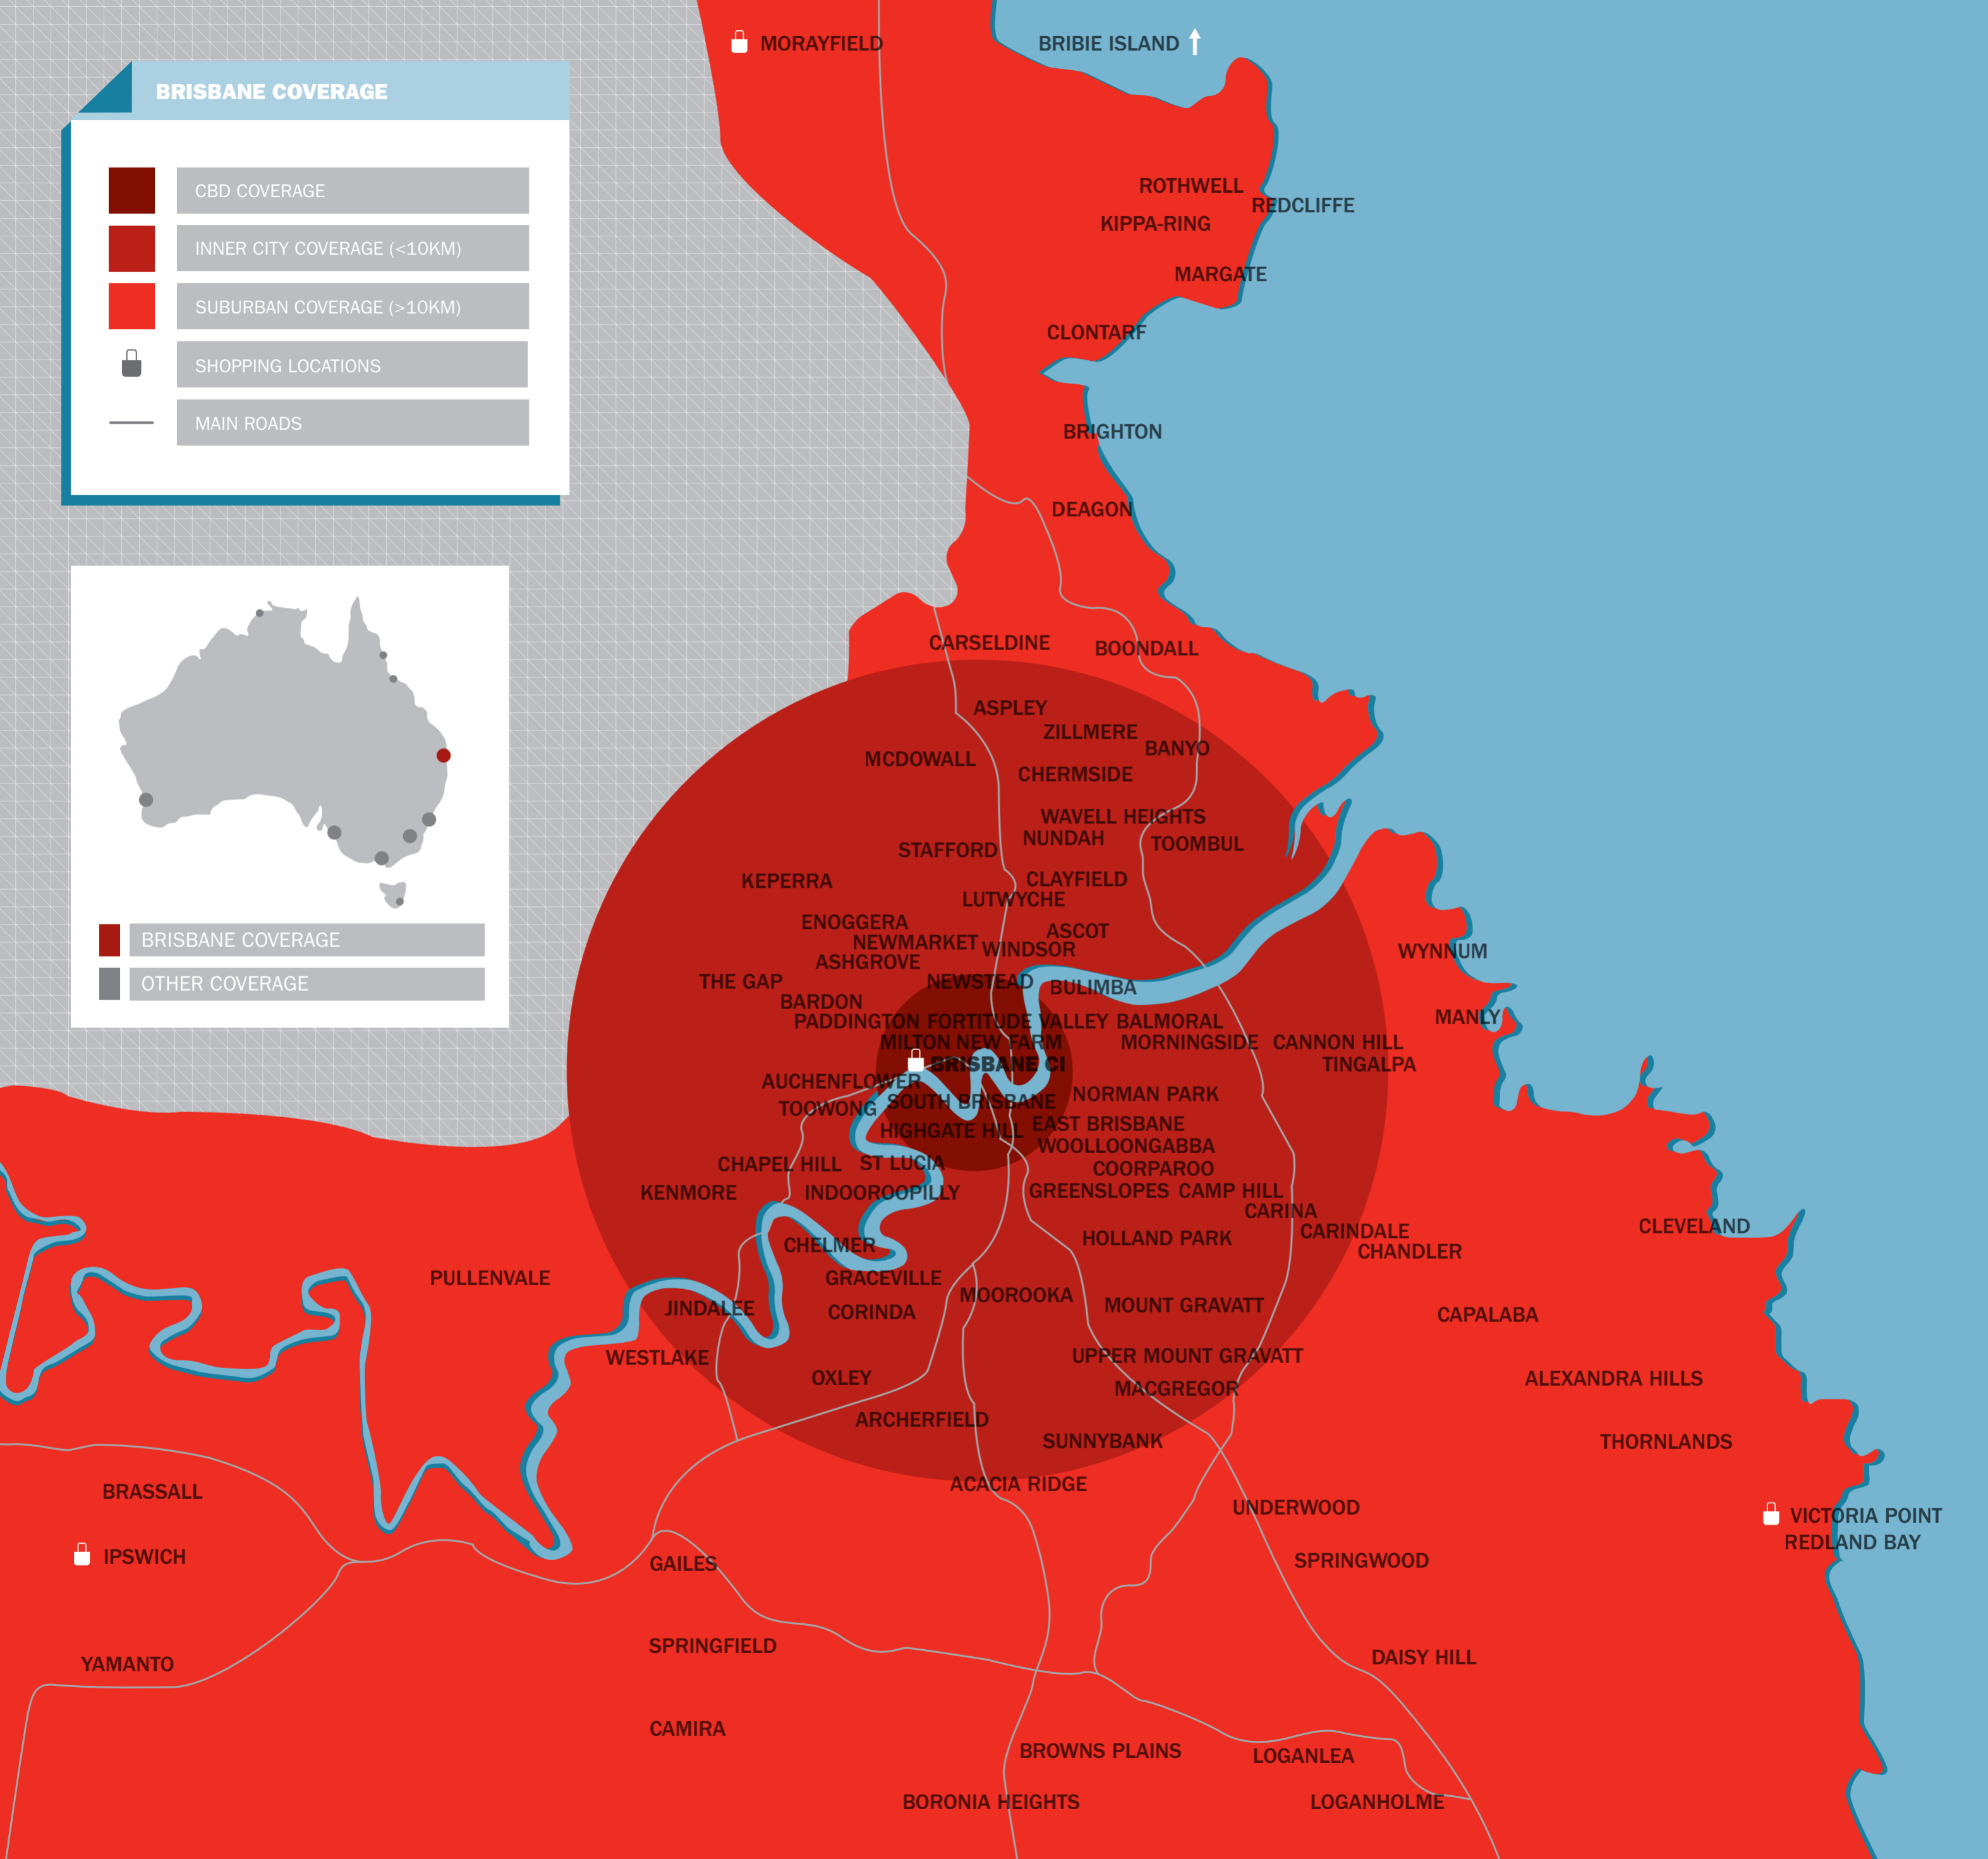 BRISBANE COVERAGE
CBD COVERAGE
INNER CITY COVERAGE (<10KM)
SUBURBAN COVERAGE (>10KM)
SHOPPING LOCATIONS
MAIN ROADS
BRISBANE COVERAGE
OTHER COVERAGE
MORAYFIELD
BRIBIE ISLAND
ROTHWELL
REDCLIFFE
KIPPA-RING
MARGATE
CLONTARF
BRIGHTON
DEAGON
CARSELDINE
BOONDALL
ASPLEY
ZILLMERE
BANYO
MCDOWALL
CHERMSIDE
WAVELL HEIGHTS
NUNDAH
TOOMBUL
STAFFORD
KEPERRA
CLAYFIELD
LUTWYCHE
ENOGGERA
ASCOT
NEWMARKET
WINDSOR
WYNNUM
ASHGROVE
THE GAP
NEWSTEAD
BULIMBA
BARDON
MANLY
PADDINGTON
FORTITUDE VALLEY
BALMORAL
MILTON
NEW FARM
MORNINGSIDE
CANNON HILL
BRISBANE CI
TINGALPA
AUCHENFLOWER
NORMAN PARK
TOOWONG
SOUTH BRISBANE
EAST BRISBANE
HIGHGATE HILL
WOOLLOONGABBA
CHAPEL HILL
ST LUCIA
COORPAROO
KENMORE
INDOOROOPILLY
GREENSLOPES
CAMP HILL
CARINA
CLEVELAND
CARINDALE
CHELMER
HOLLAND PARK
CHANDLER
PULLENVALE
GRACEVILLE
MOOROOKA
JINDALEE
CORINDA
MOUNT GRAVATT
CAPALABA
WESTLAKE
UPPER MOUNT GRAVATT
OXLEY
MACGREGOR
ALEXANDRA HILLS
ARCHERFIELD
SUNNYBANK
THORNLANDS
BRASSALL
ACACIA RIDGE
UNDERWOOD
VICTORIA POINT
REDLAND BAY
IPSWICH
GAILES
SPRINGWOOD
SPRINGFIELD
YAMANTO
DAISY HILL
CAMIRA
BROWNS PLAINS
LOGANLEA
BORONIA HEIGHTS
LOGANHOLME